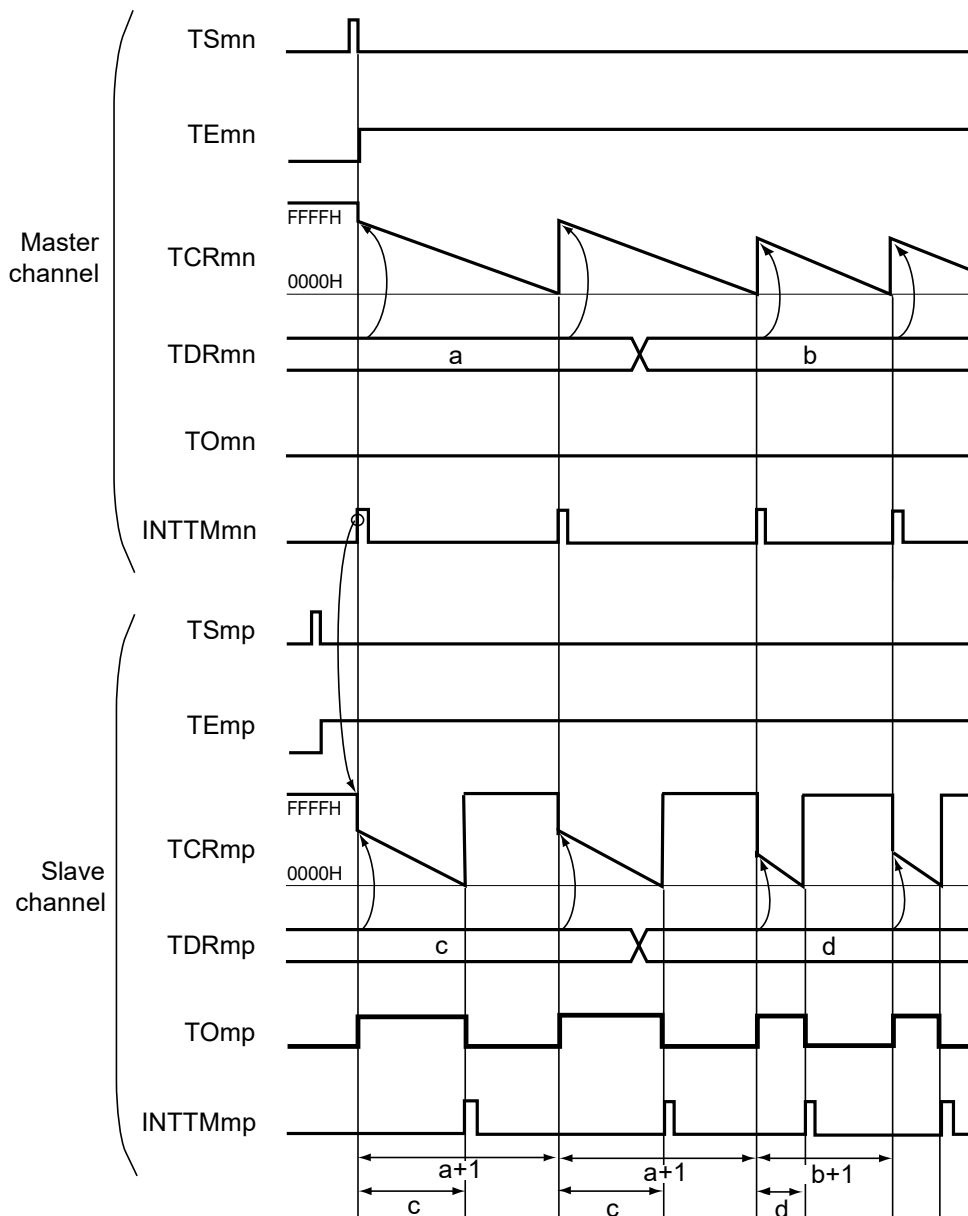 TSmn
TEmn
FFFFH
Master
channel
TCRmn
0000H
TDRmn
a
b
TOmn
INTTMmn
TSmp
TEmp
FFFFH
TCRmp
Slave
channel
0000H
TDRmp
c
d
TOmp
INTTMmp
a+1
a+1
b+1
c
c
d